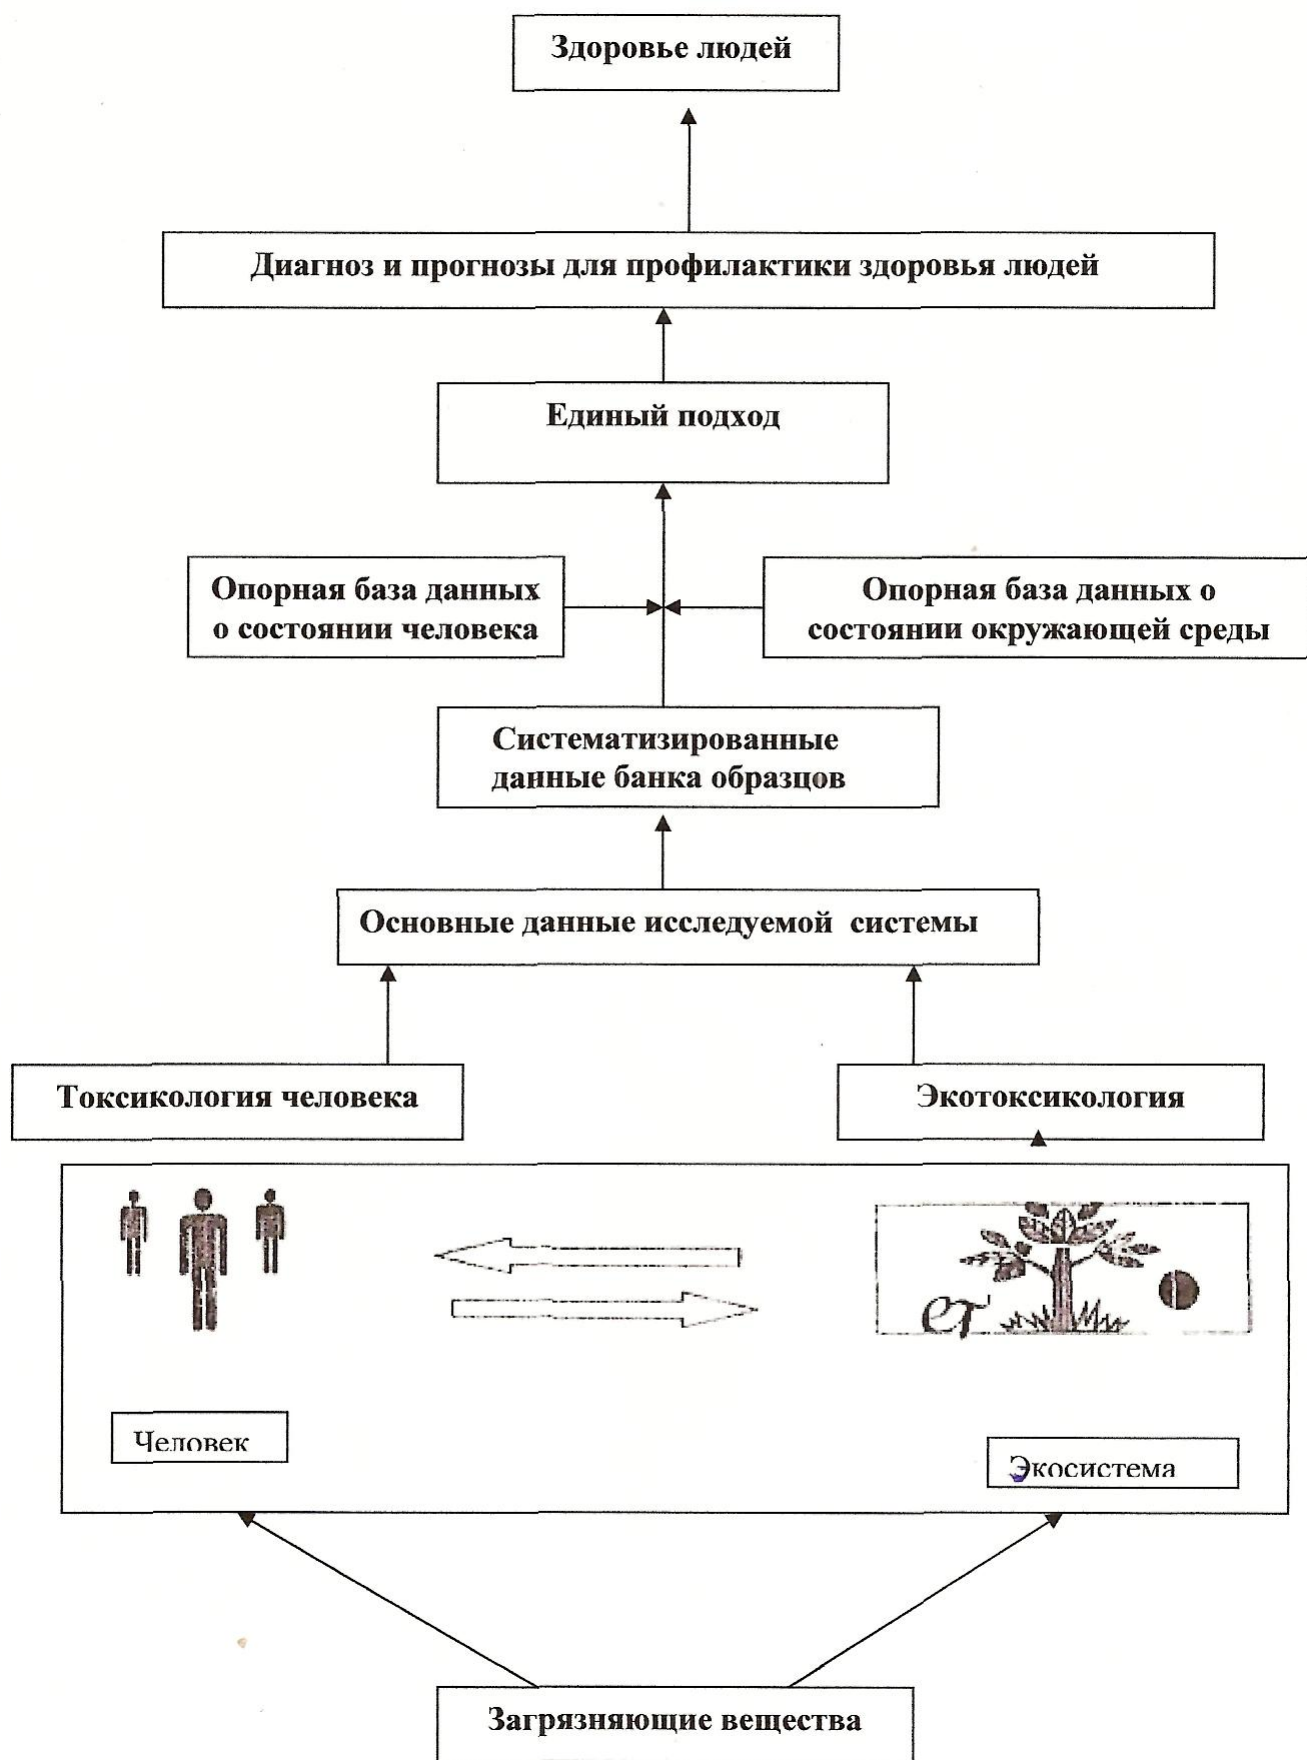 Здоровье людей
Диагноз и прогнозы для профилактики здоровья людей
Единый подход
Опорная база данных
о состоянии человека
Опорная база данных о
состоянии окружающей среды
Систематизированные
данные банка образцов
Основные данные исследуемой системы
Токсикология человека
Экотоксикология
Человек
Экосистема
Загрязняющие вещества